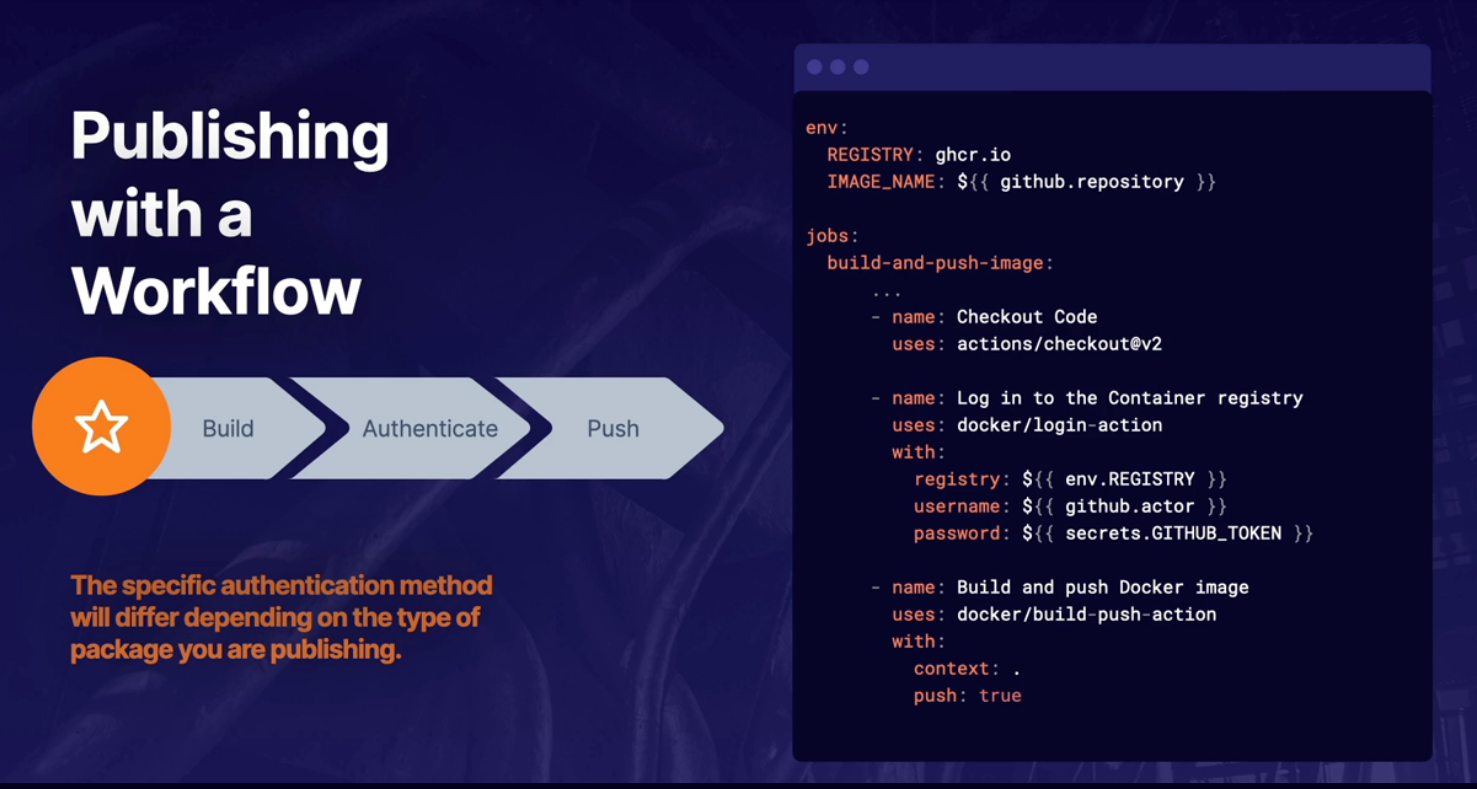 Publishing
with a
Workflow
Build
Authenticate
Push
The specific authentication method
will differ depending on the type of
package you are publishing.
env:
  REGISTRY: ghcr.io
  IMAGE_NAME: ${{ github.repository }}

jobs:
  build-and-push-image:
      ...
      - name: Checkout Code
        uses: actions/checkout@v2

      - name: Log in to the Container registry
        uses: docker/login-action
        with:
          registry: ${{ env.REGISTRY }}
          username: ${{ github.actor }}
          password: ${{ secrets.GITHUB_TOKEN }}

      - name: Build and push Docker image
        uses: docker/build-push-action
        with:
          context: .
          push: true